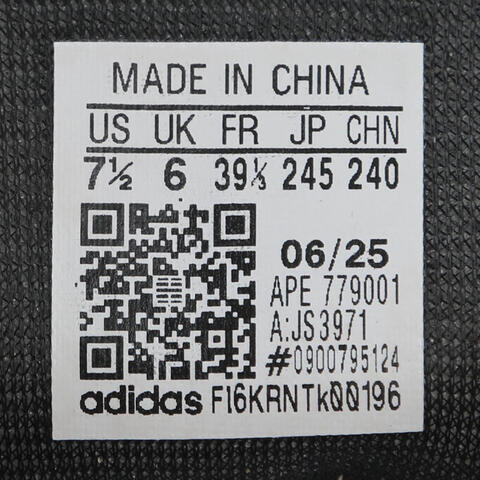 MADE IN CHINA
US UK FR JP CHN
7½ 6 39⅓ 245 240
06/25
APE 779001
A:JS3971
#0900795124
adidas FI6KRNTk00196